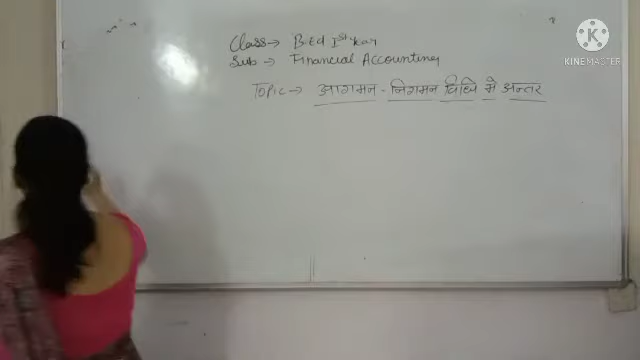 Class → B.Ed Ist Year
Sub → Financial Accounting
Topic → आगमन - निगमन विधि मे अन्तर
KINEMASTER